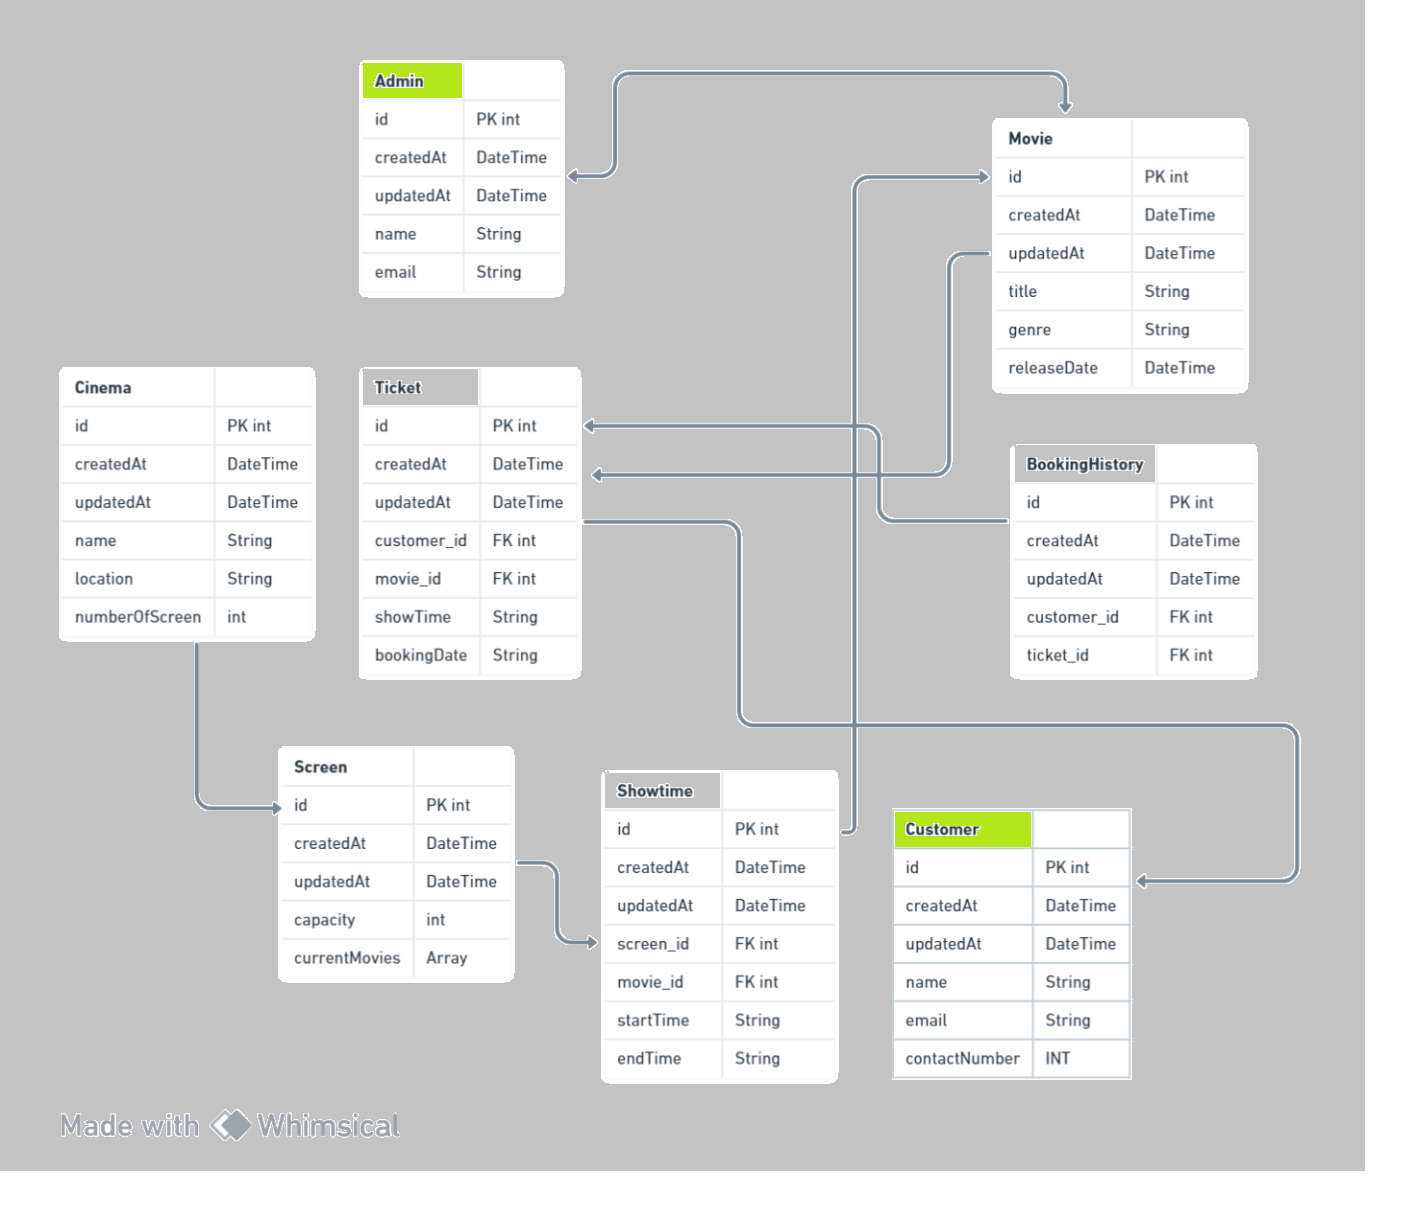 Admin
id PK int
createdAt DateTime
updatedAt DateTime
name String
email String
Movie
id PK int
createdAt DateTime
updatedAt DateTime
title String
genre String
releaseDate DateTime
Cinema
id PK int
createdAt DateTime
updatedAt DateTime
name String
location String
numberOfScreen int
Ticket
id PK int
createdAt DateTime
updatedAt DateTime
customer_id FK int
movie_id FK int
showTime String
bookingDate String
BookingHistory
id PK int
createdAt DateTime
updatedAt DateTime
customer_id FK int
ticket_id FK int
Screen
id PK int
createdAt DateTime
updatedAt DateTime
capacity int
currentMovies Array
Showtime
id PK int
createdAt DateTime
updatedAt DateTime
screen_id FK int
movie_id FK int
startTime String
endTime String
Customer
id PK int
createdAt DateTime
updatedAt DateTime
name String
email String
contactNumber INT
Made with Whimsical